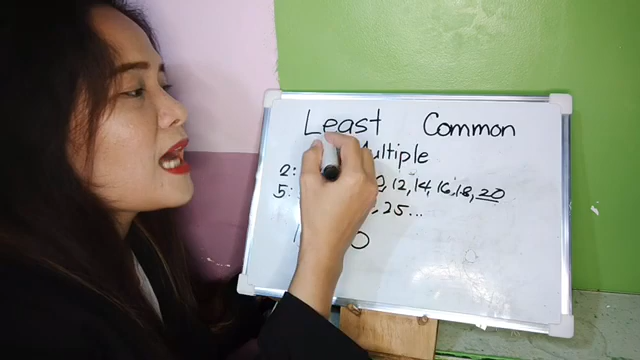 Least Common
Multiple
2: 12, 14, 16, 18, 20
5: 25...